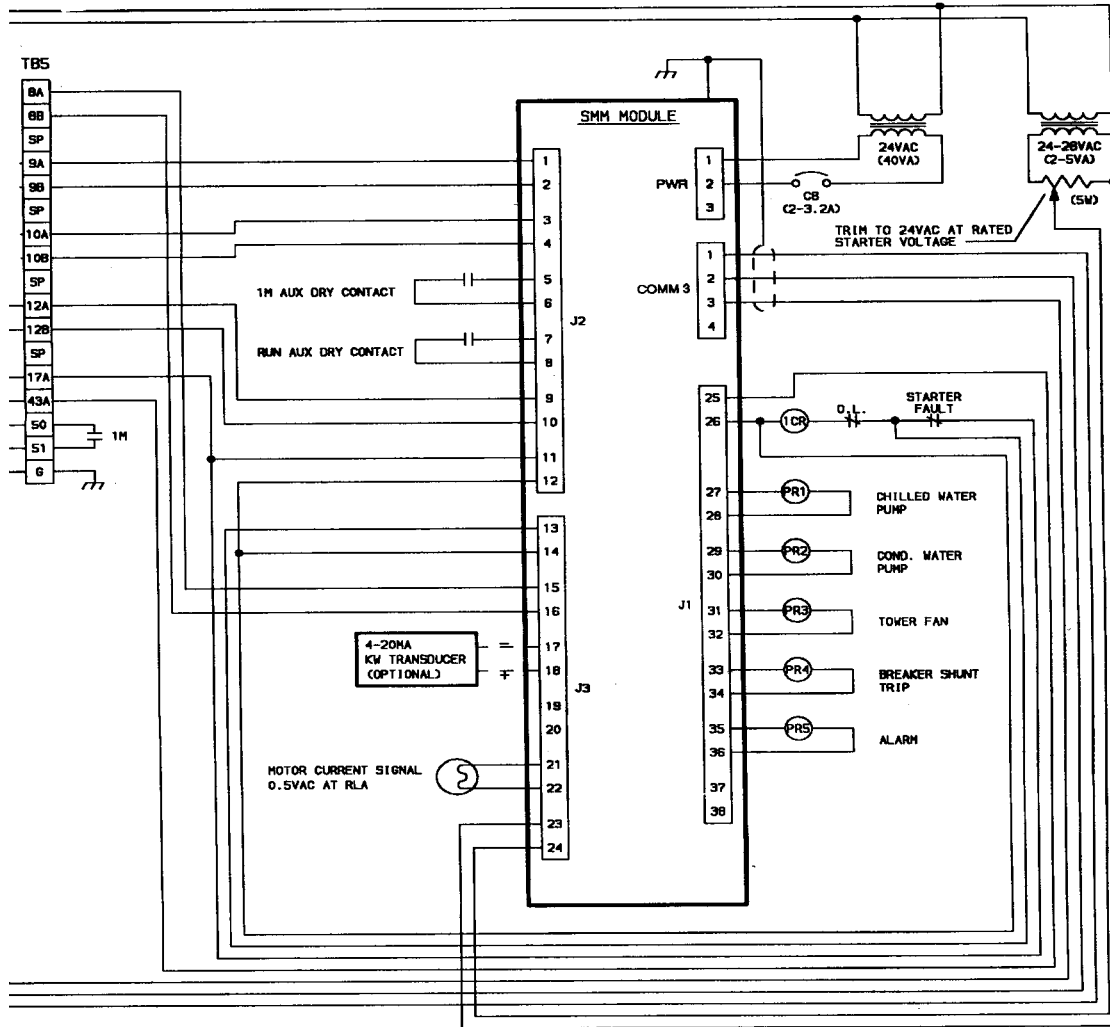 TB5
8A
8B
SP
9A
9B
SP
10A
10B
SP
12A
12B
SP
17A
43A
50
51
G
1M
SMM MODULE
1
2
3
4
5
6
7
8
9
10
11
12
J2
1M AUX DRY CONTACT
RUN AUX DRY CONTACT
13
14
15
16
17
18
19
20
21
22
23
24
J3
4-20MA
KW TRANSDUCER
(OPTIONAL)
MOTOR CURRENT SIGNAL
0.5VAC AT RLA
PWR
1
2
3
CB
(2-3.2A)
24VAC
(40VA)
24-28VAC
(2-5VA)
(5W)
TRIM TO 24VAC AT RATED
STARTER VOLTAGE
COMM 3
1
2
3
4
J1
25
26
27
28
29
30
31
32
33
34
35
36
37
38
1CR
O.L.
STARTER
FAULT
PR1
CHILLED WATER
PUMP
PR2
COND. WATER
PUMP
PR3
TOWER FAN
PR4
BREAKER SHUNT
TRIP
PR5
ALARM